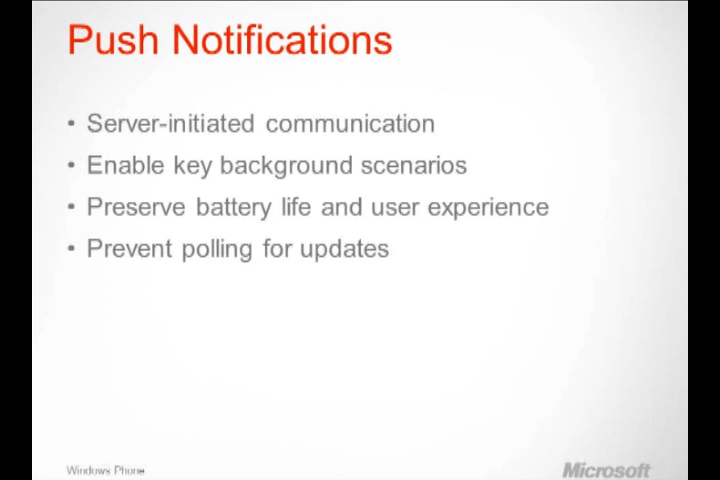 Push Notifications
• Server-initiated communication
• Enable key background scenarios
• Preserve battery life and user experience
• Prevent polling for updates
Windows Phone
Microsoft